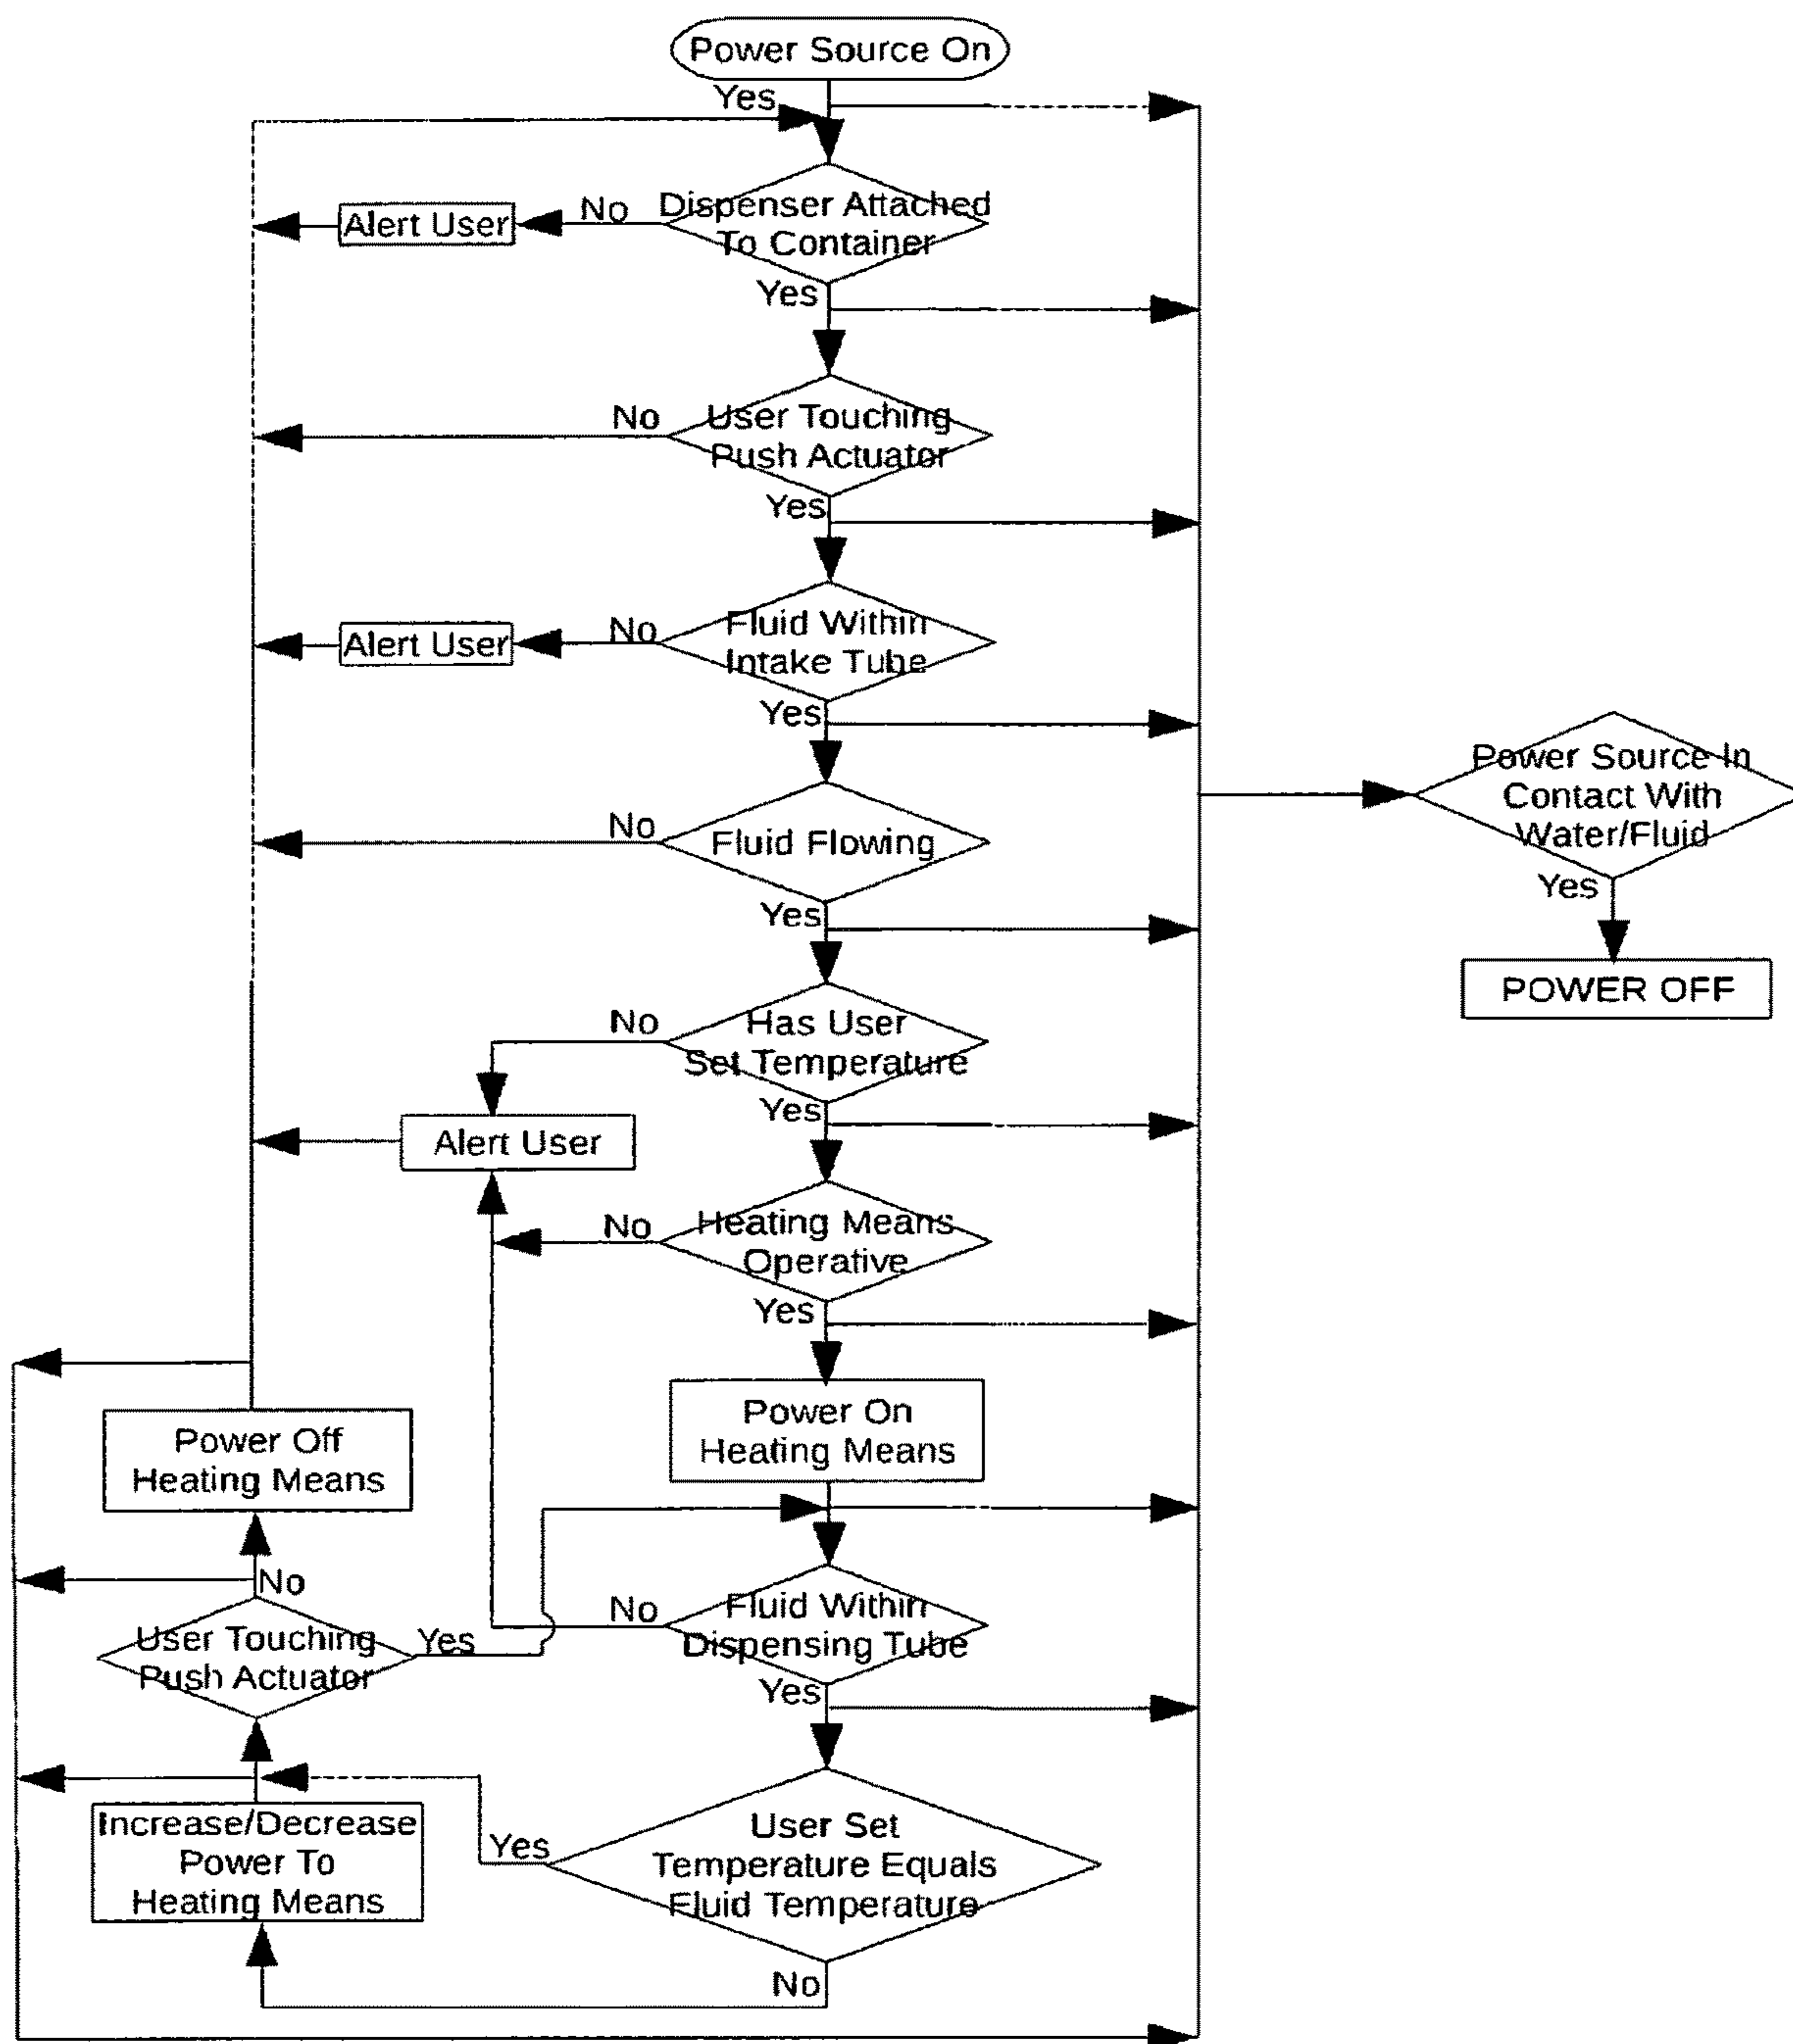 Power Source On
Yes
Dispenser Attached
To Container
No
Alert User
Yes
User Touching
Push Actuator
No
Yes
Fluid Within
Intake Tube
No
Alert User
Yes
Fluid Flowing
No
Yes
Power Source In
Contact With
Water/Fluid
Yes
POWER OFF
Has User
Set Temperature
No
Alert User
Yes
Heating Means
Operative
No
Yes
Power On
Heating Means
Power Off
Heating Means
No
User Touching
Push Actuator
Yes
Fluid Within
Dispensing Tube
No
Yes
User Set
Temperature Equals
Fluid Temperature
Yes
Increase/Decrease
Power To
Heating Means
No